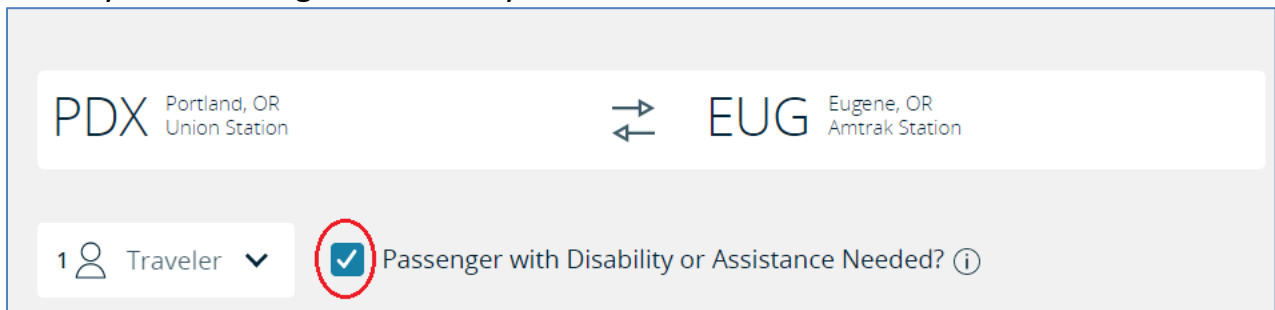 PDX Portland, OR
Union Station
EUG Eugene, OR
Amtrak Station
1 Traveler
Passenger with Disability or Assistance Needed? i